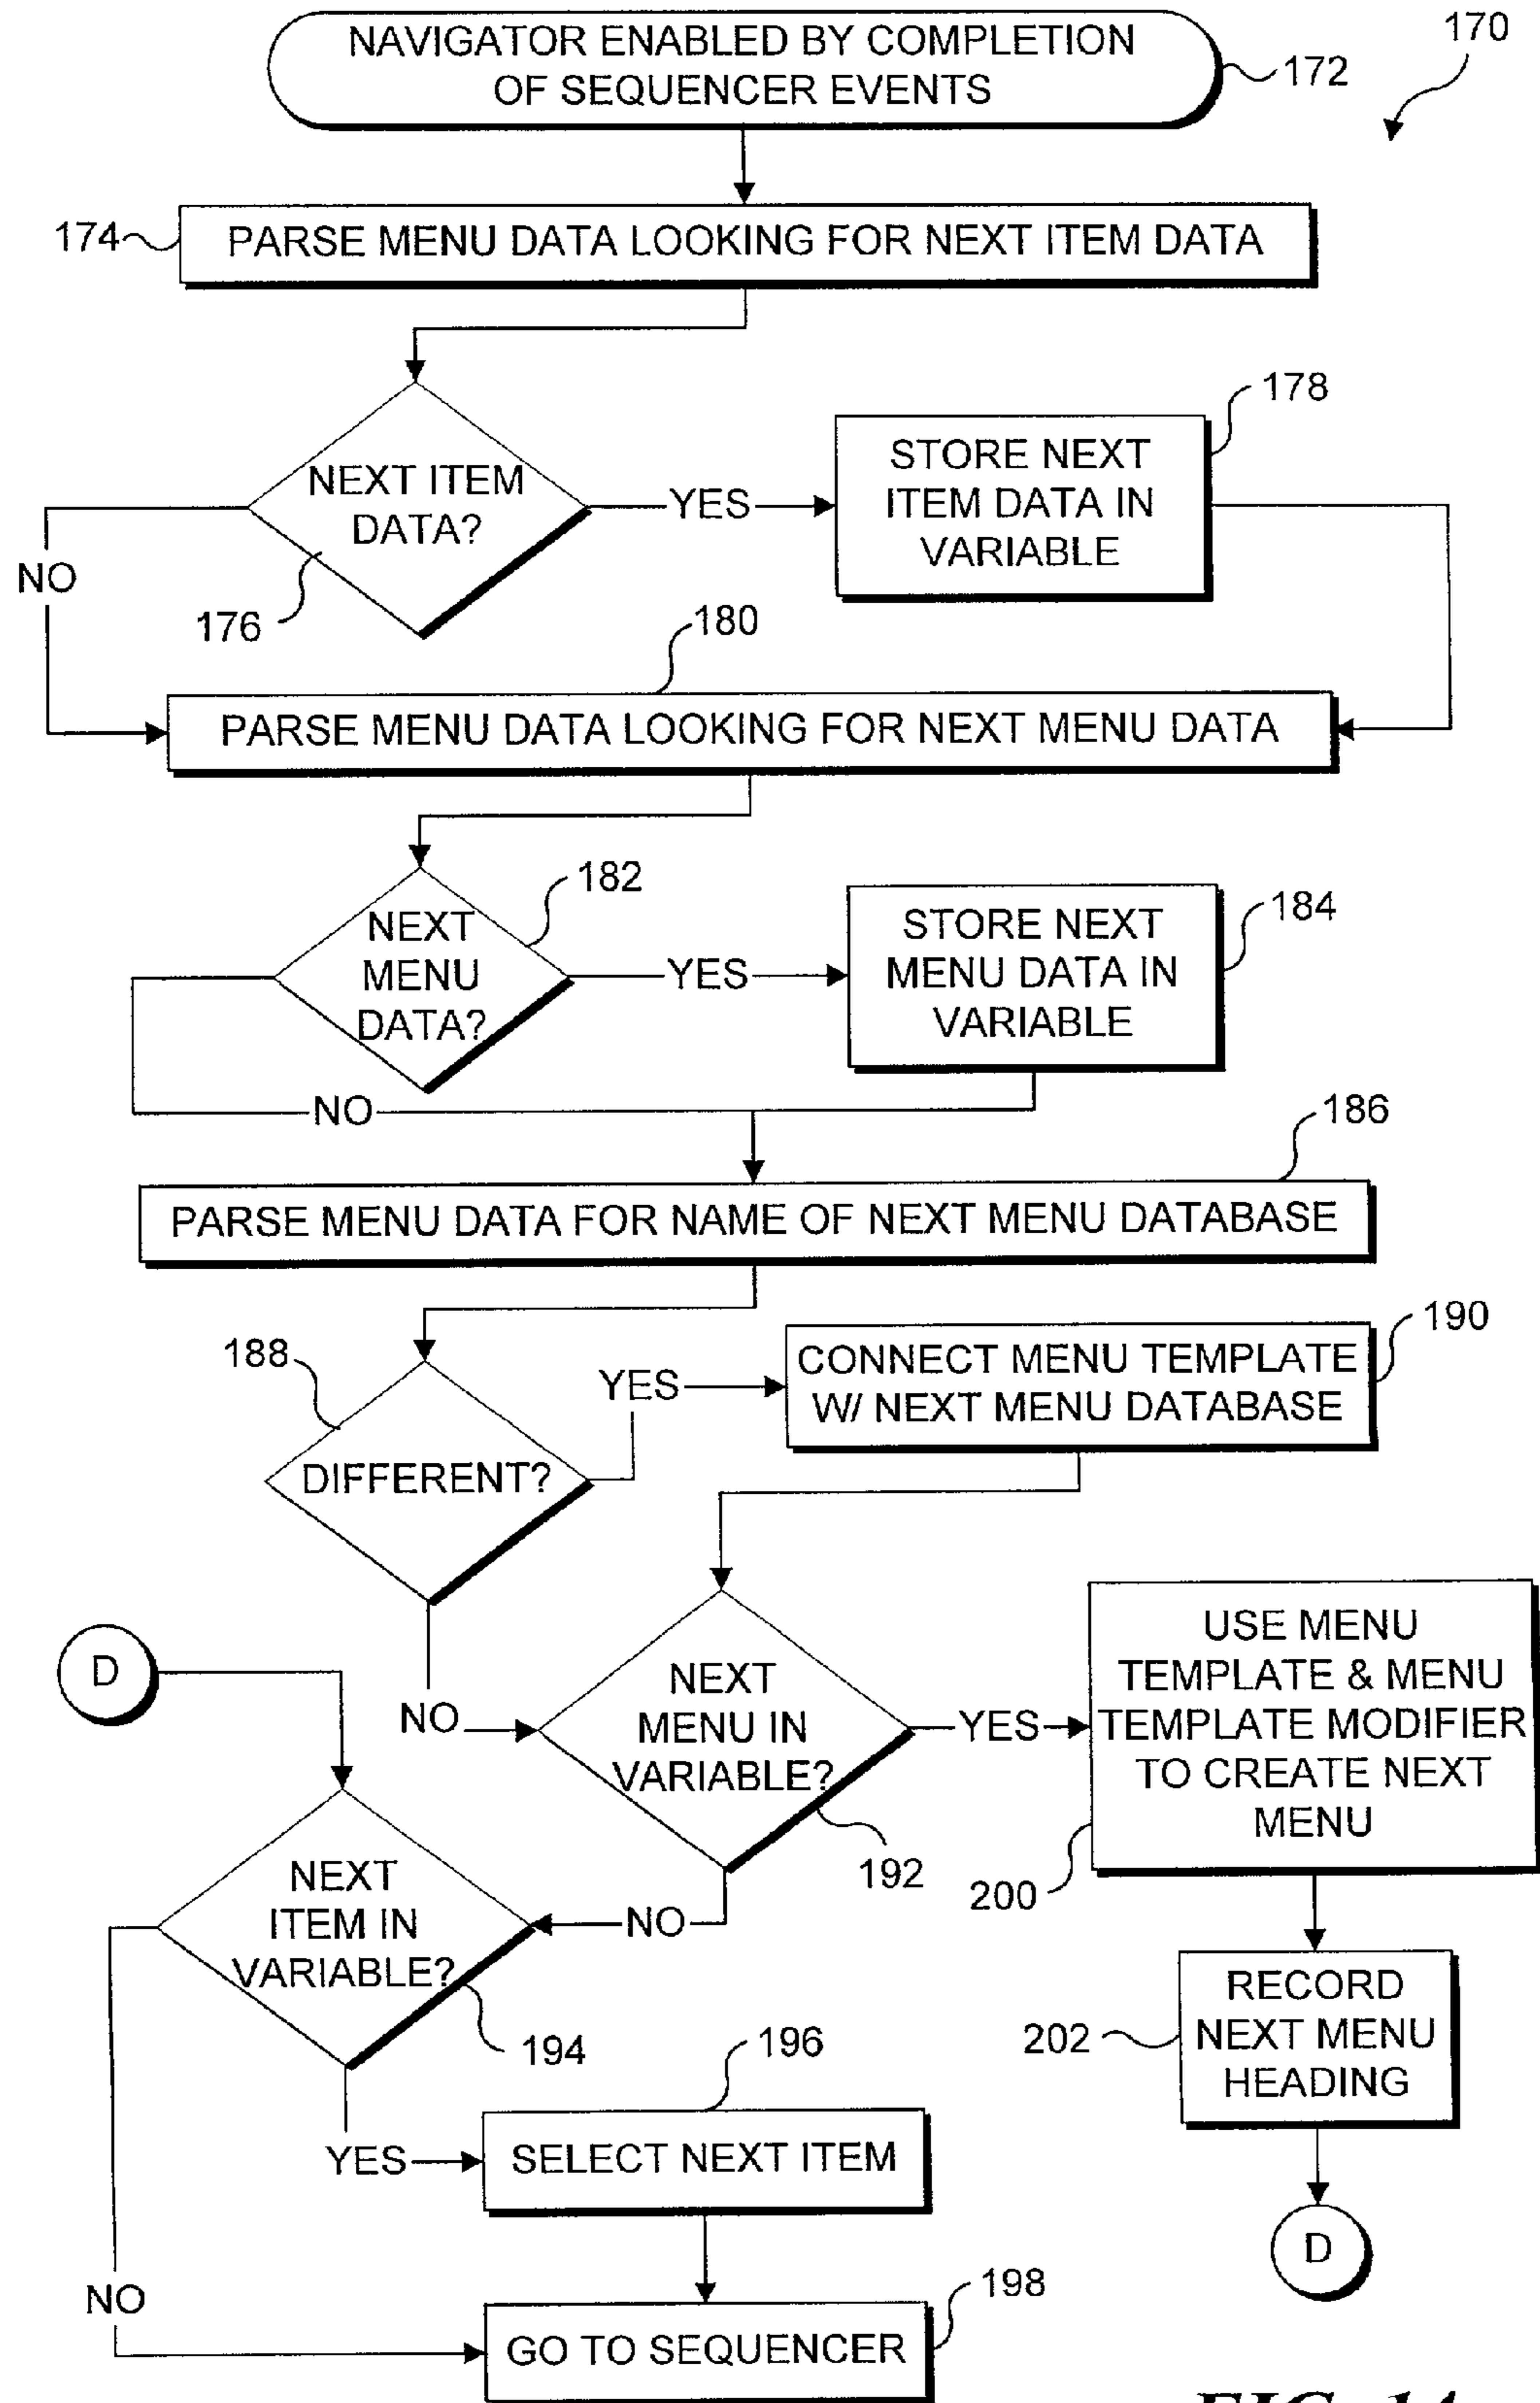 NAVIGATOR ENABLED BY COMPLETION
OF SEQUENCER EVENTS
172
170
174
PARSE MENU DATA LOOKING FOR NEXT ITEM DATA
NEXT ITEM
DATA?
176
YES
STORE NEXT
ITEM DATA IN
VARIABLE
178
NO
180
PARSE MENU DATA LOOKING FOR NEXT MENU DATA
NEXT
MENU
DATA?
182
YES
STORE NEXT
MENU DATA IN
VARIABLE
184
NO
186
PARSE MENU DATA FOR NAME OF NEXT MENU DATABASE
188
DIFFERENT?
YES
CONNECT MENU TEMPLATE
W/ NEXT MENU DATABASE
190
D
NO
NEXT
MENU IN
VARIABLE?
192
YES
USE MENU
TEMPLATE & MENU
TEMPLATE MODIFIER
TO CREATE NEXT
MENU
200
NO
NEXT
ITEM IN
VARIABLE?
194
RECORD
NEXT MENU
HEADING
202
YES
196
SELECT NEXT ITEM
D
NO
GO TO SEQUENCER
198
FIG. 14